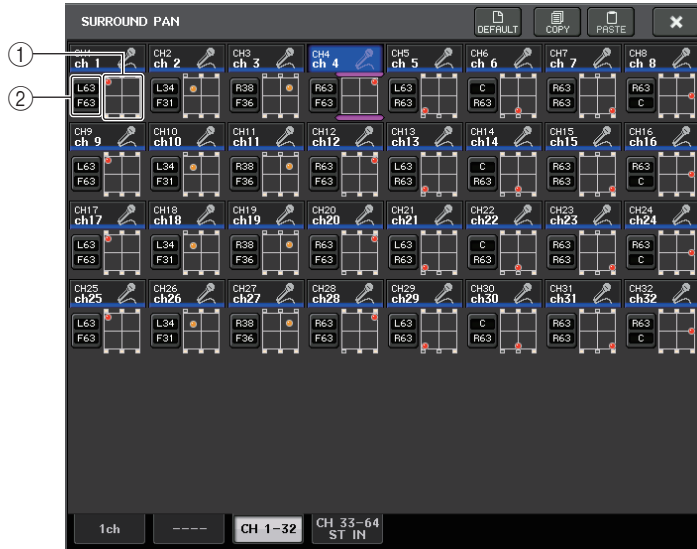 SURROUND PAN
DEFAULT COPY PASTE ×
①
②
CH1 CH2 CH3 CH4 CH5 CH6 CH7 CH8
ch 1 ch 2 ch 3 ch 4 ch 5 ch 6 ch 7 ch 8
L63 L34 R38 R63 L63 C R63 R63
F63 F31 F36 F63 R63 R63 R63 C
CH9 CH10 CH11 CH12 CH13 CH14 CH15 CH16
ch 9 ch10 ch11 ch12 ch13 ch14 ch15 ch16
L63 L34 R38 R63 L63 C R63 R63
F63 F31 F36 F63 R63 R63 R63 C
CH17 CH18 CH19 CH20 CH21 CH22 CH23 CH24
ch17 ch18 ch19 ch20 ch21 ch22 ch23 ch24
L63 L34 R38 R63 L63 C R63 R63
F63 F31 F36 F63 R63 R63 R63 C
CH25 CH26 CH27 CH28 CH29 CH30 CH31 CH32
ch25 ch26 ch27 ch28 ch29 ch30 ch31 ch32
L63 L34 R38 R63 L63 C R63 R63
F63 F31 F36 F63 R63 R63 R63 C
1ch ---- CH 1-32 CH 33-64
ST IN